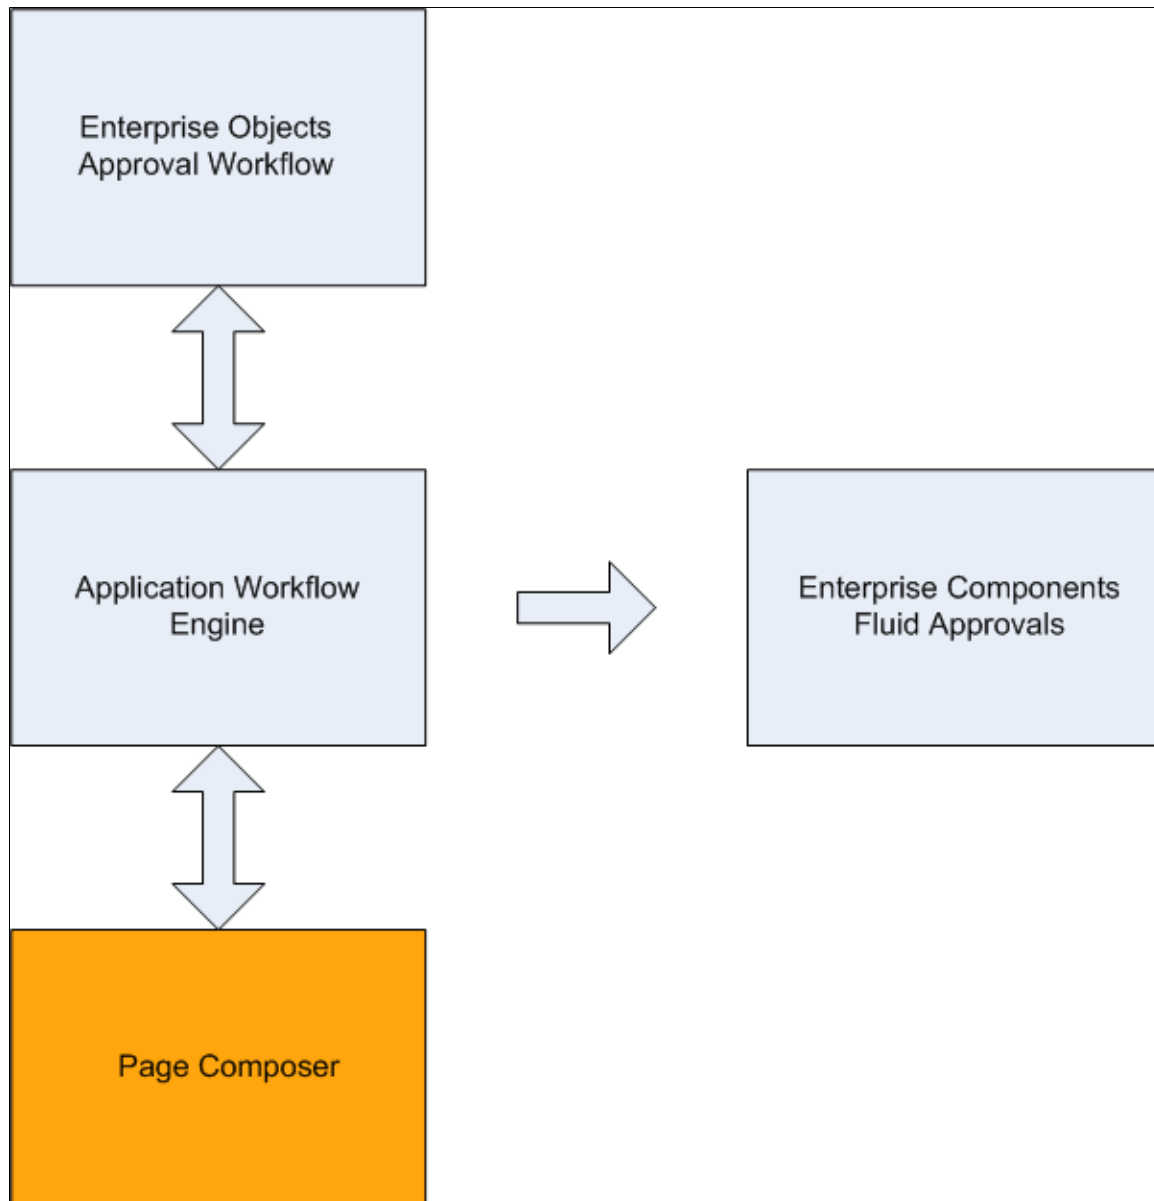 Enterprise Objects
Approval Workflow
Application Workflow
Engine
Enterprise Components
Fluid Approvals
Page Composer